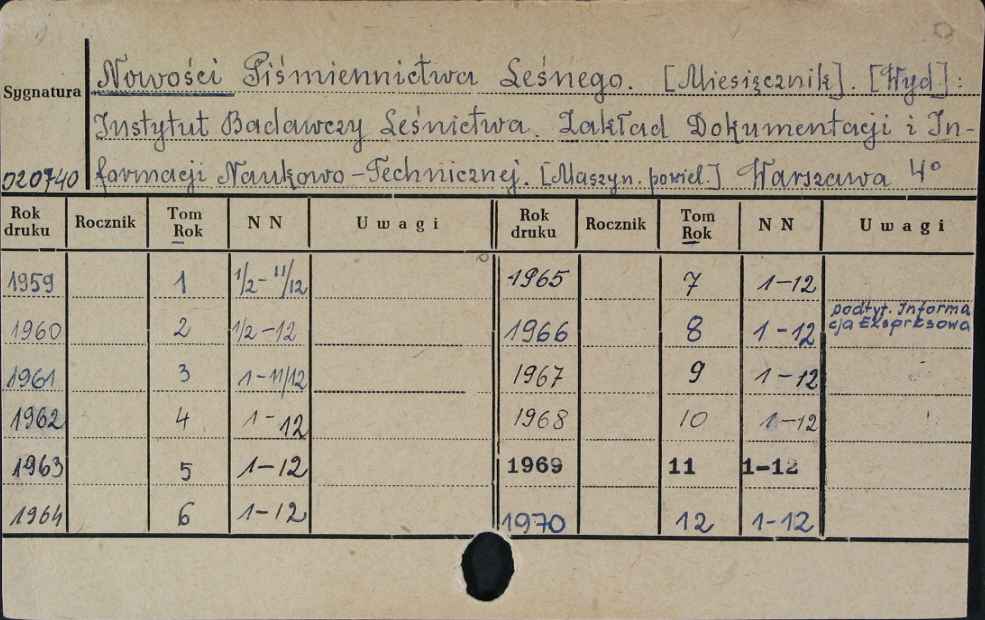 Nowości Piśmiennictwa Leśnego. [Miesięcznik]. [Wyd]:
Sygnatura
Instytut Badawczy Leśnictwa. Zakład Dokumentacji i In-
020740 formacji Naukowo-Technicznej. [Maszyn. powiel.] Warszawa 4°
Rok druku Rocznik Tom Rok NN Uwagi Rok druku Rocznik Tom Rok NN Uwagi
1959 1 1/2-11/12 1965 7 1-12
1960 2 1/2-12 1966 8 1-12 podtyt. Informa
cja Ekspresowa
1961 3 1-11/12 1967 9 1-12
1962 4 1-12 1968 10 1-12
1963 5 1-12 1969 11 1-12
1964 6 1-12 1970 12 1-12